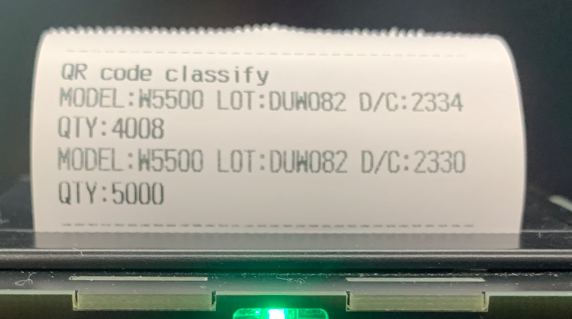 QR code classify
MODEL:W5500 LOT:DUW082 D/C:2334
QTY:4008
MODEL:W5500 LOT:DUW082 D/C:2330
QTY:5000